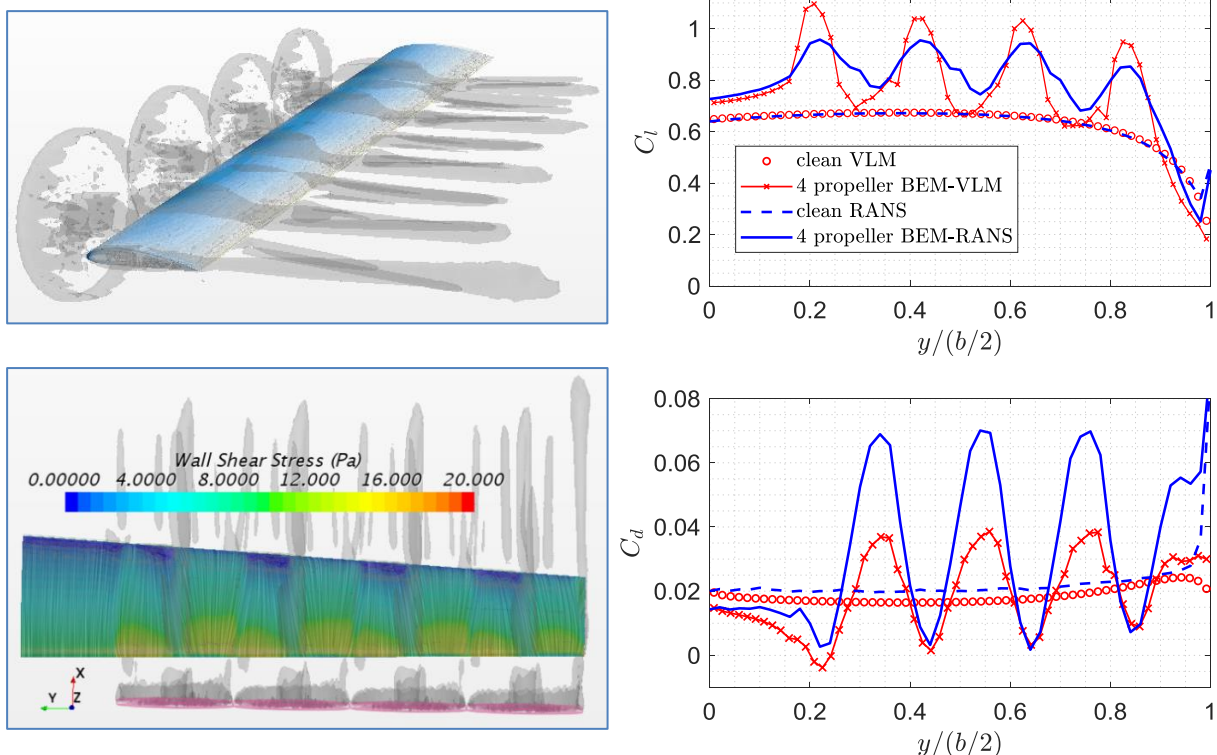 1
0.8
0.6
0.4
0.2
0
C_l
clean VLM
4 propeller BEM-VLM
clean RANS
4 propeller BEM-RANS
0 0.2 0.4 0.6 0.8 1
y/(b/2)
Wall Shear Stress (Pa)
0.00000 4.0000 8.0000 12.000 16.000 20.000
X
Y
Z
0.08
0.06
0.04
0.02
0
C_d
0 0.2 0.4 0.6 0.8 1
y/(b/2)